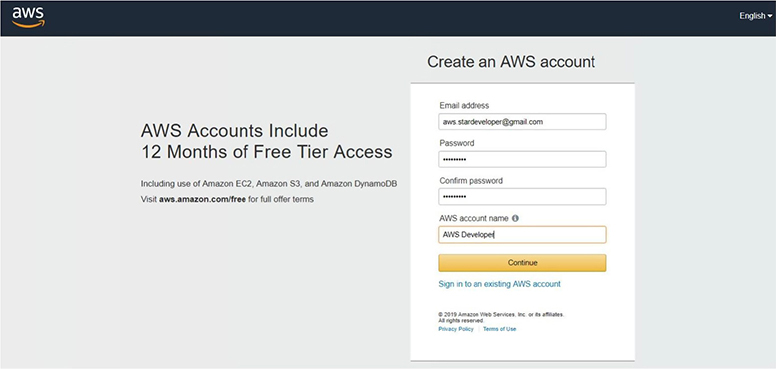 aws
English
Create an AWS account
AWS Accounts Include
12 Months of Free Tier Access
Including use of Amazon EC2, Amazon S3, and Amazon DynamoDB
Visit aws.amazon.com/free for full offer terms
Email address
aws.stardeveloper@gmail.com
Password
•••••••••
Confirm password
•••••••••
AWS account name
AWS Developer
Continue
Sign in to an existing AWS account
© 2019 Amazon Web Services, Inc. or its affiliates.
All rights reserved.
Privacy Policy | Terms of Use